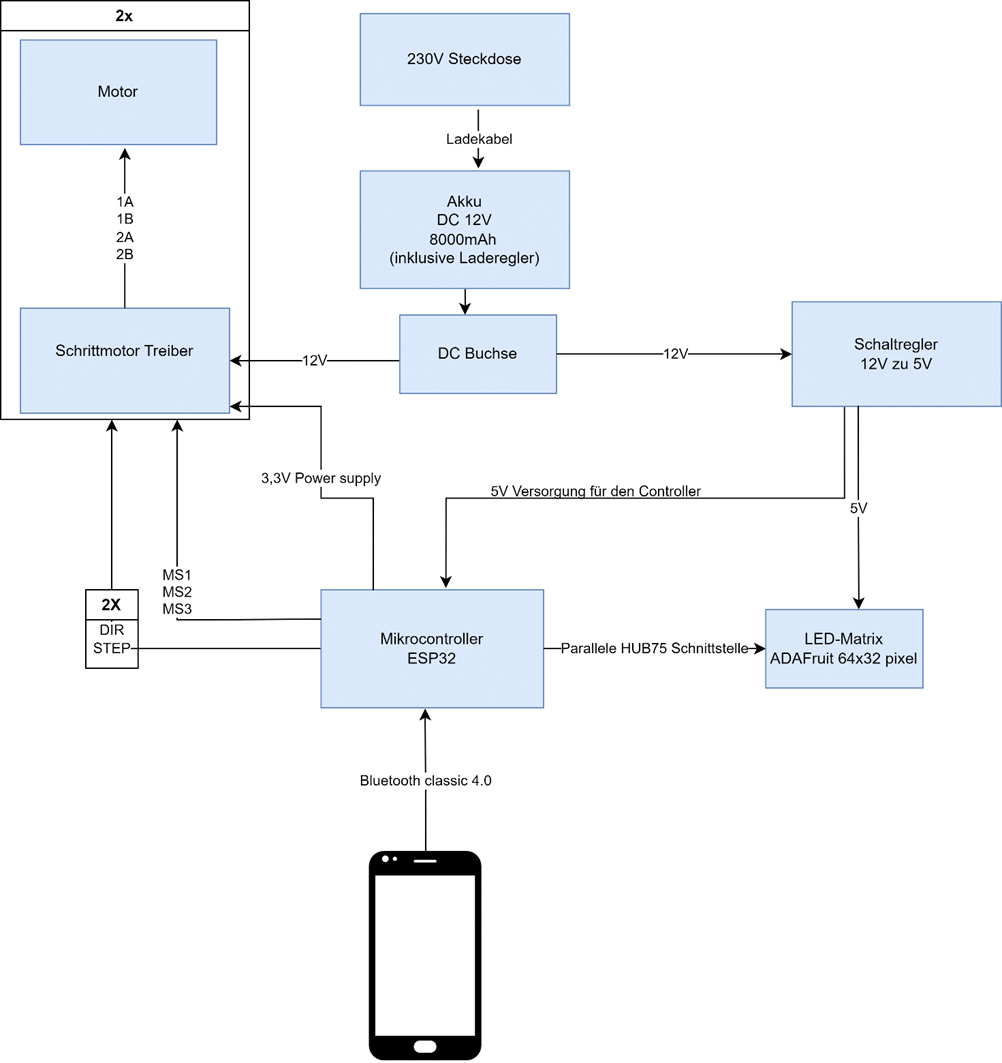 2x
Motor
1A
1B
2A
2B
Schrittmotor Treiber
230V Steckdose
Ladekabel
Akku
DC 12V
8000mAh
(inklusive Laderegler)
DC Buchse
12V
12V
Schaltregler
12V zu 5V
3,3V Power supply
5V Versorgung für den Controller
5V
MS1
MS2
MS3
2X
DIR
STEP
Mikrocontroller
ESP32
Parallele HUB75 Schnittstelle
LED-Matrix
ADAFruit 64x32 pixel
Bluetooth classic 4.0